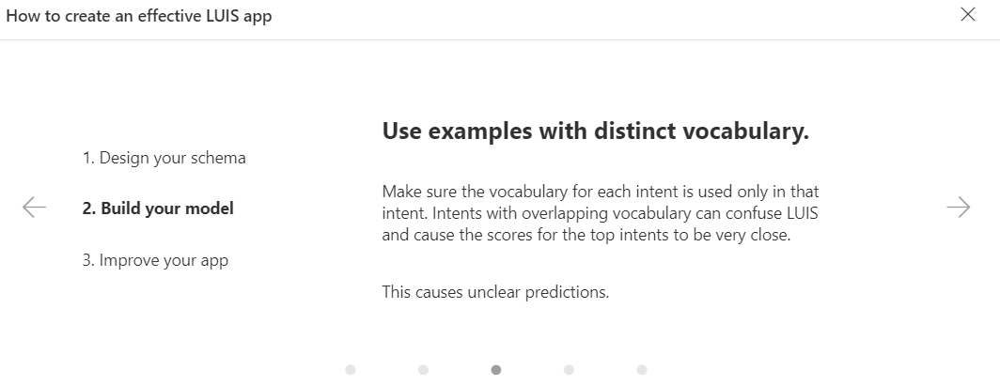 How to create an effective LUIS app
1. Design your schema
2. Build your model
3. Improve your app
Use examples with distinct vocabulary.
Make sure the vocabulary for each intent is used only in that
intent. Intents with overlapping vocabulary can confuse LUIS
and cause the scores for the top intents to be very close.
This causes unclear predictions.